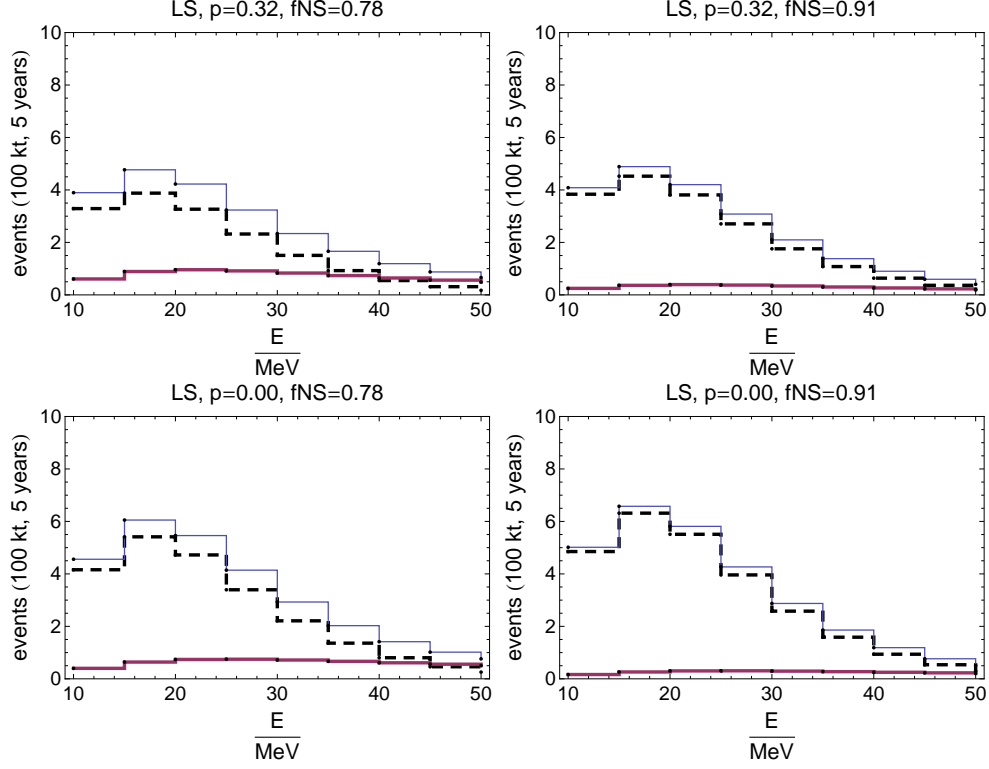 LS, p=0.32, fNS=0.78
events (100 kt, 5 years)
10
8
6
4
2
0
10 20 30 40 50
E
MeV
LS, p=0.32, fNS=0.91
events (100 kt, 5 years)
10
8
6
4
2
0
10 20 30 40 50
E
MeV
LS, p=0.00, fNS=0.78
events (100 kt, 5 years)
10
8
6
4
2
0
10 20 30 40 50
E
MeV
LS, p=0.00, fNS=0.91
events (100 kt, 5 years)
10
8
6
4
2
0
10 20 30 40 50
E
MeV